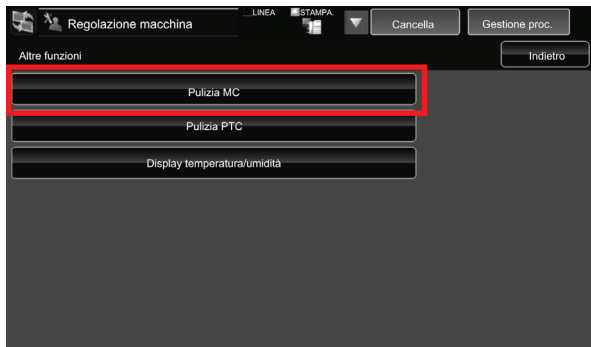 Regolazione macchina
LINEA
STAMPA.
Cancella
Gestione proc.
Altre funzioni
Indietro
Pulizia MC
Pulizia PTC
Display temperatura/umidità